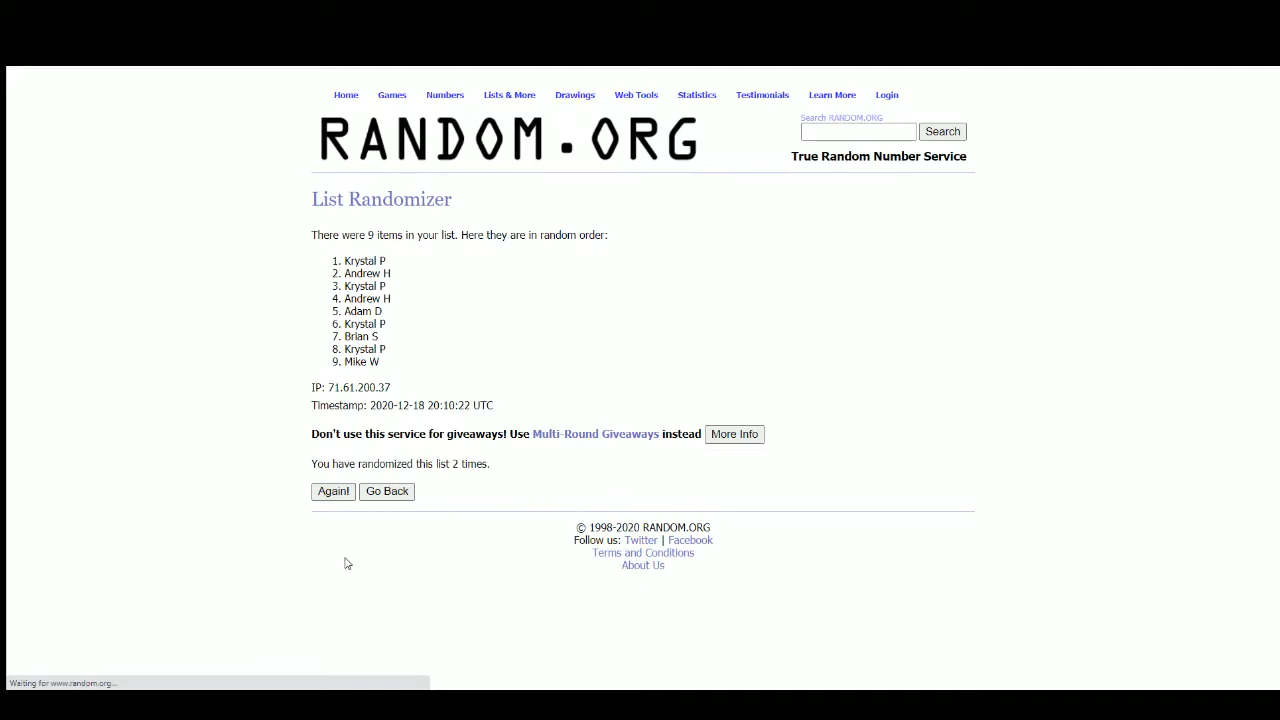 Home Games Numbers Lists & More Drawings Web Tools Statistics Testimonials Learn More Login
Search RANDOM.ORG
RANDOM.ORG
Search
True Random Number Service
List Randomizer
There were 9 items in your list. Here they are in random order:
1. Krystal P
2. Andrew H
3. Krystal P
4. Andrew H
5. Adam D
6. Krystal P
7. Brian S
8. Krystal P
9. Mike W
IP: 71.61.200.37
Timestamp: 2020-12-18 20:10:22 UTC
Don't use this service for giveaways! Use Multi-Round Giveaways instead More Info
You have randomized this list 2 times.
Again! Go Back
© 1998-2020 RANDOM.ORG
Follow us: Twitter | Facebook
Terms and Conditions
About Us
Waiting for www.random.org...